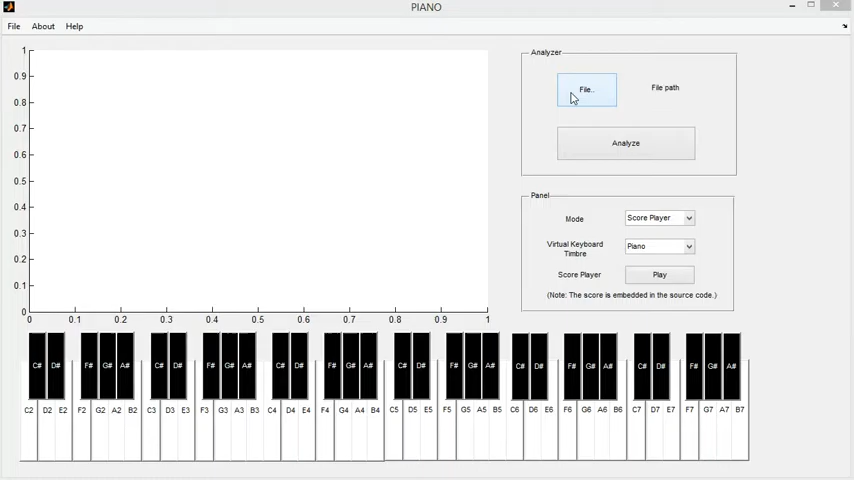 PIANO
File About Help
1
0.9
0.8
0.7
0.6
0.5
0.4
0.3
0.2
0.1
0
0 0.1 0.2 0.3 0.4 0.5 0.6 0.7 0.8 0.9 1
Analyzer
File.. File path
Analyze
Panel
Mode Score Player
Virtual Keyboard
Timbre Piano
Score Player Play
(Note: The score is embedded in the source code.)
C# D# F# G# A# C# D# F# G# A# C# D# F# G# A# C# D# F# G# A# C# D# F# G# A# C# D# F# G# A#
C2 D2 E2 F2 G2 A2 B2 C3 D3 E3 F3 G3 A3 B3 C4 D4 E4 F4 G4 A4 B4 C5 D5 E5 F5 G5 A5 B5 C6 D6 E6 F6 G6 A6 B6 C7 D7 E7 F7 G7 A7 B7